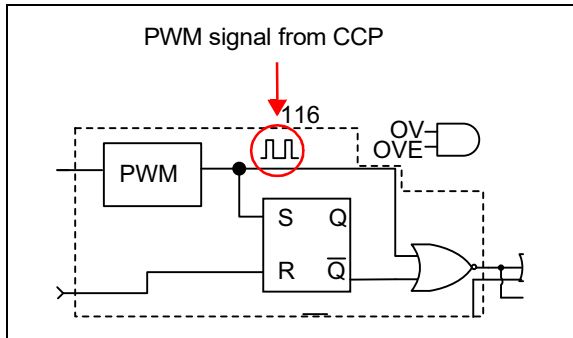 PWM signal from CCP
116
OV
OVE
PWM
S Q
R Q̅